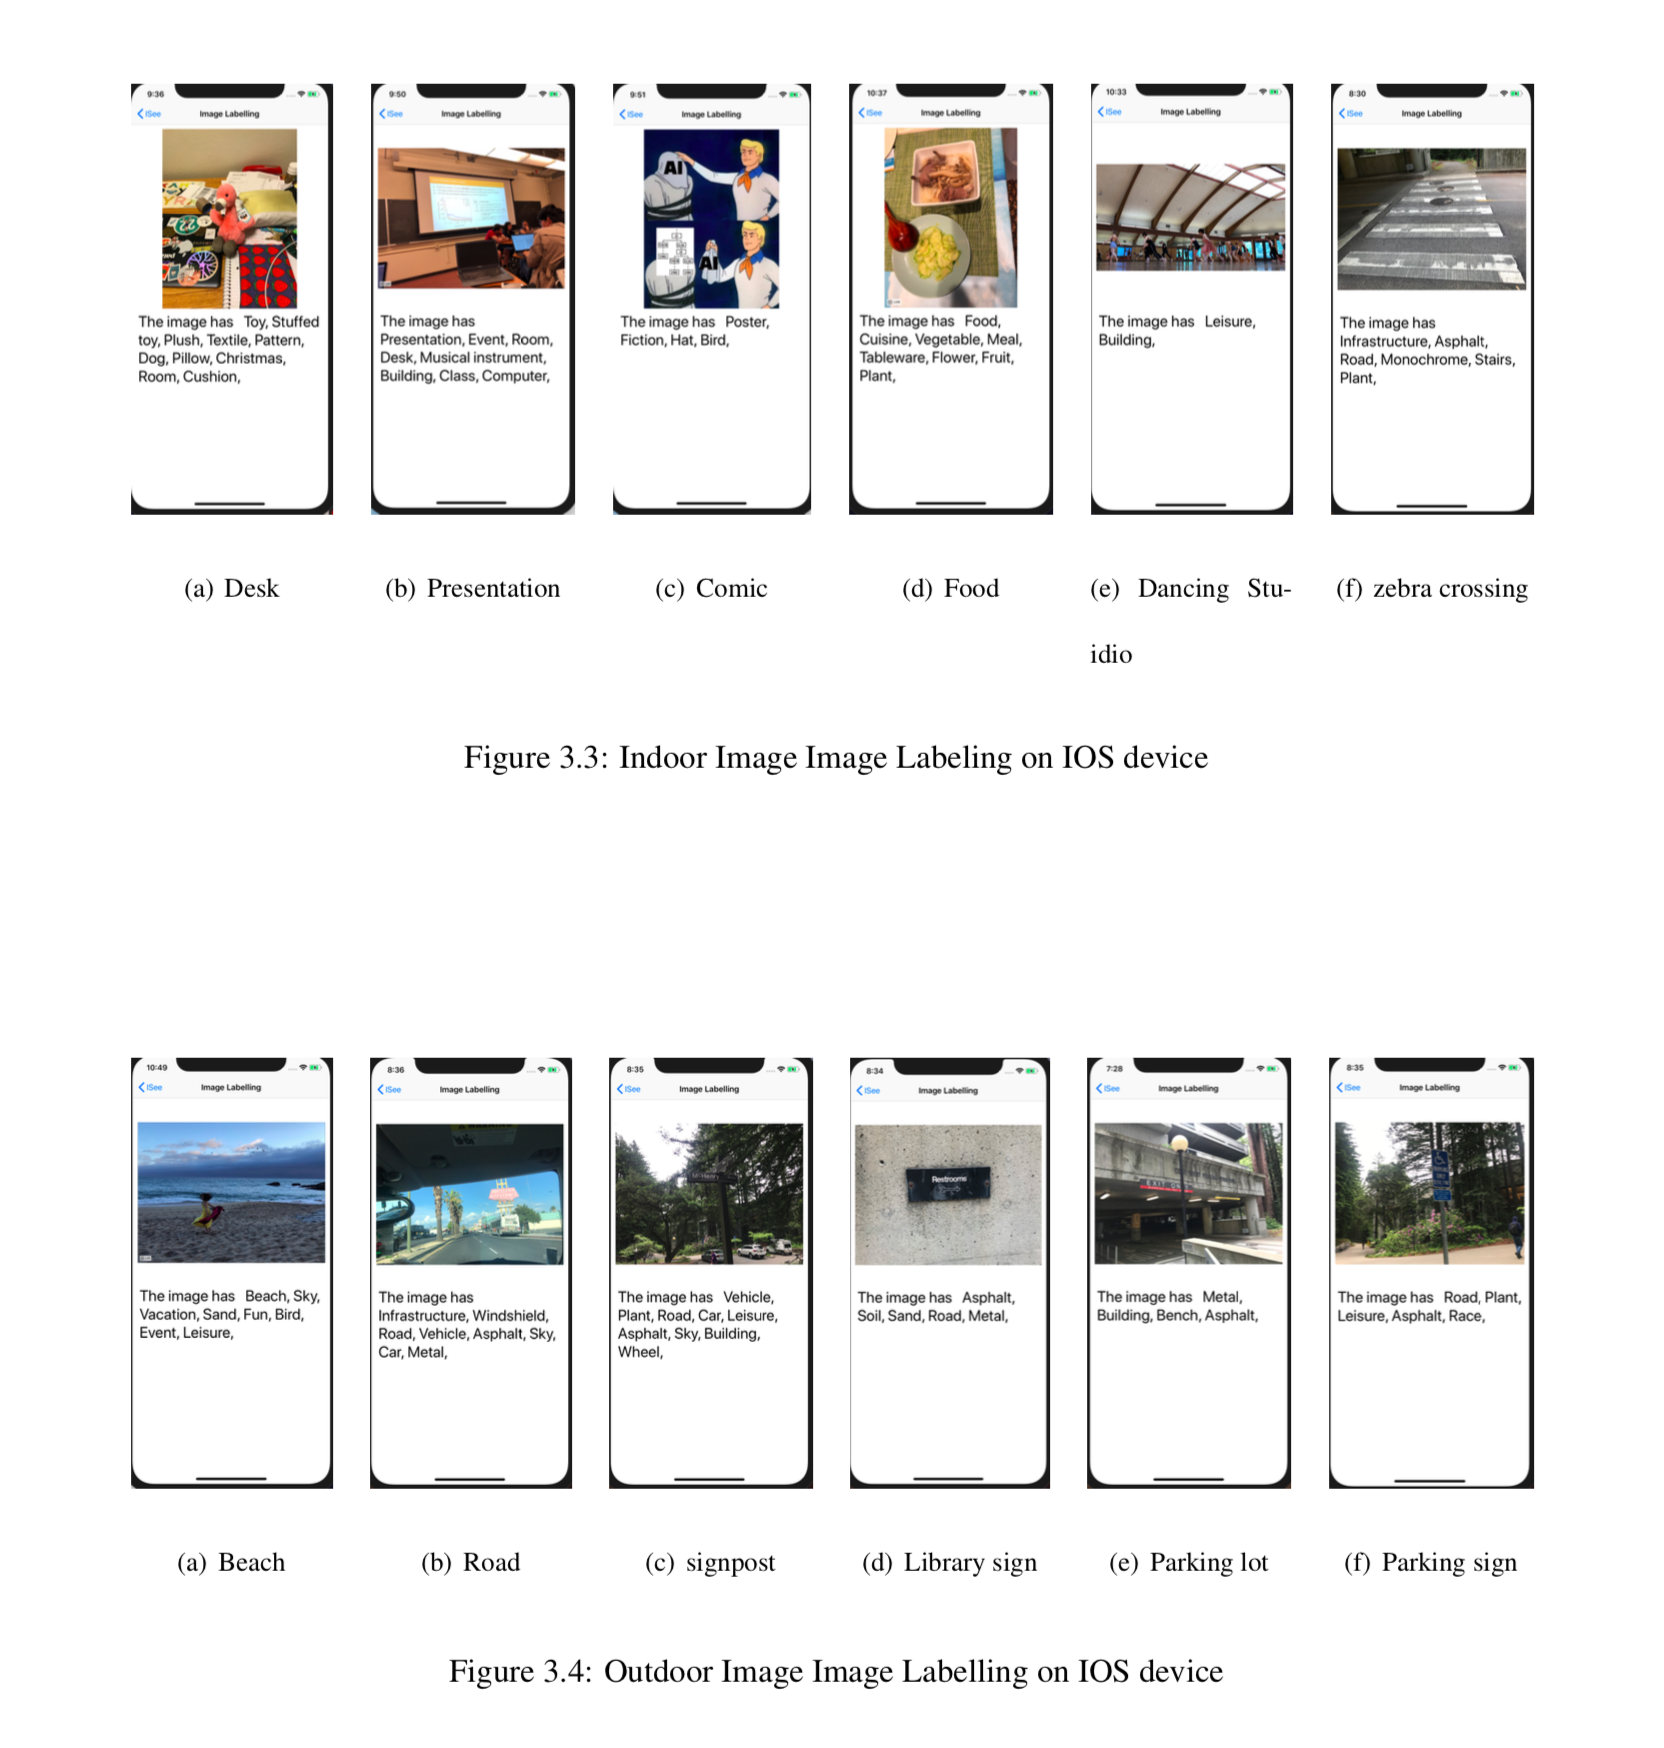 9:36
ISee
Image Labelling
22
The image has Toy, Stuffed
toy, Plush, Textile, Pattern,
Dog, Pillow, Christmas,
Room, Cushion,
9:50
ISee
Image Labelling
The image has
Presentation, Event, Room,
Desk, Musical instrument,
Building, Class, Computer,
9:51
ISee
Image Labelling
AI
AI
The image has Poster,
Fiction, Hat, Bird,
10:37
ISee
Image Labelling
The image has Food,
Cuisine, Vegetable, Meal,
Tableware, Flower, Fruit,
Plant,
10:33
ISee
Image Labelling
The image has Leisure,
Building,
8:30
ISee
Image Labelling
The image has
Infrastructure, Asphalt,
Road, Monochrome, Stairs,
Plant,
(a) Desk
(b) Presentation
(c) Comic
(d) Food
(e) Dancing Stu-
idio
(f) zebra crossing
Figure 3.3: Indoor Image Image Labeling on IOS device
10:49
ISee
Image Labelling
The image has Beach, Sky,
Vacation, Sand, Fun, Bird,
Event, Leisure,
8:36
ISee
Image Labelling
The image has
Infrastructure, Windshield,
Road, Vehicle, Asphalt, Sky,
Car, Metal,
8:35
ISee
Image Labelling
The image has Vehicle,
Plant, Road, Car, Leisure,
Asphalt, Sky, Building,
Wheel,
8:34
ISee
Image Labelling
Restrooms
The image has Asphalt,
Soil, Sand, Road, Metal,
7:28
ISee
Image Labelling
EXIT
The image has Metal,
Building, Bench, Asphalt,
8:35
ISee
Image Labelling
The image has Road, Plant,
Leisure, Asphalt, Race,
(a) Beach
(b) Road
(c) signpost
(d) Library sign
(e) Parking lot
(f) Parking sign
Figure 3.4: Outdoor Image Image Labelling on IOS device